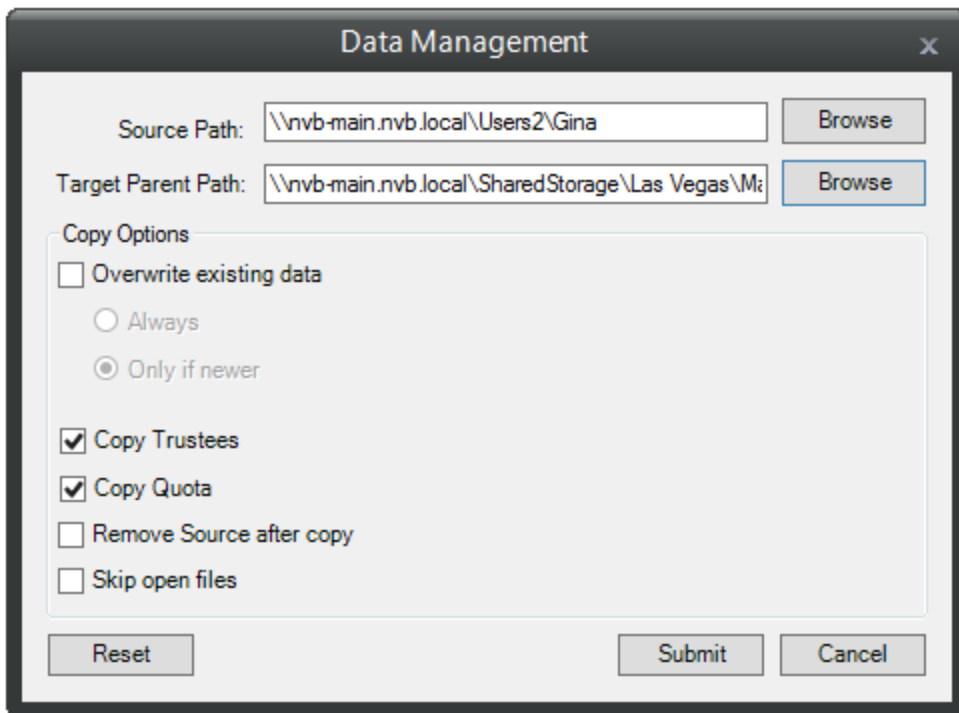 Data Management x
Source Path: \\nvb-main.nvb.local\Users2\Gina Browse
Target Parent Path: \\nvb-main.nvb.local\SharedStorage\Las Vegas\Ma Browse
Copy Options
Overwrite existing data
Always
Only if newer
Copy Trustees
Copy Quota
Remove Source after copy
Skip open files
Reset Submit Cancel